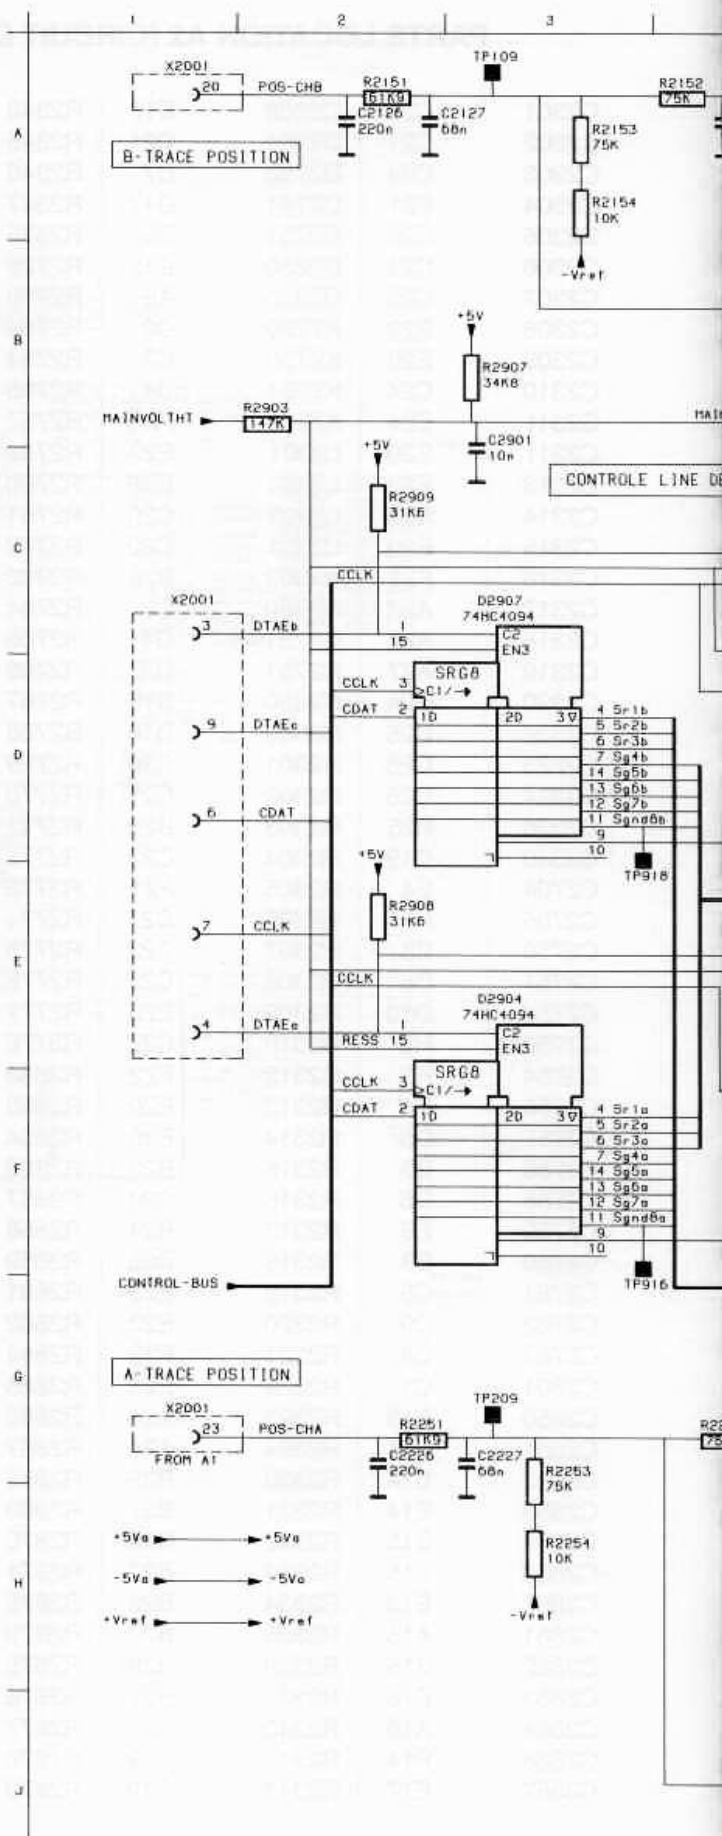 1 2 3
TP109
X2001
20 POS-CHB R2151 R2152
61K9 75K
C2126 C2127
220n 68n
A
R2153
75K
B-TRACE POSITION
R2154
10K
-Vref
+5V
B
R2907
34K8
R2903
MAINVOLTHT 147K MAIN
+5V
C2901
10n
CONTROLE LINE DE
R2909
31K6
C
CCLK
X2001 D2907
74HC4094
3 DTAEb 1
15
C2
EN3
SRG8
CCLK 3 C1/→
CDAT 2 1D 2D 3▽ 4 Sr1b
9 DTAEc 5 Sr2b
6 Sr3b
D
7 Sg4b
14 Sg5b
13 Sg6b
12 Sg7b
6 CDAT 11 Sgnd8b
9
10
+5V TP918
R2908
31K6
7 CCLK
E
CCLK
D2904
74HC4094
4 DTAEa 1
RESS 15
C2
EN3
SRG8
CCLK 3 C1/→
CDAT 2 1D 2D 3▽ 4 Sr1a
5 Sr2a
6 Sr3a
F
7 Sg4a
14 Sg5a
13 Sg6a
12 Sg7a
11 Sgnd8a
9
10
CONTROL-BUS TP916
G
A-TRACE POSITION
X2001 TP209
23 POS-CHA R2251 R22
61K9 75
FROM A1
C2226 C2227
220n 68n
R2253
75K
+5Va +5Va
R2254
10K
-5Va -5Va
H
+Vref +Vref -Vref
J